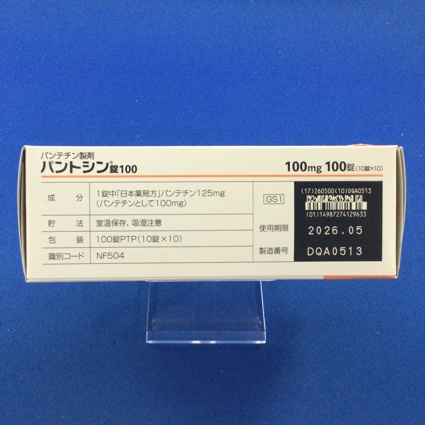 パンテチン製剤
パントシン®錠100
100mg 100錠(10錠×10)
成 分 1錠中「日本薬局方」パンテチン125mg
(パンテチンとして100mg)
貯 法 室温保存、吸湿注意
包 装 100錠PTP(10錠×10)
識別コード NF504
GS1
(17)260500(10)DQA0513
(01)14987274129633
使用期限 2026.05
製造番号 DQA0513